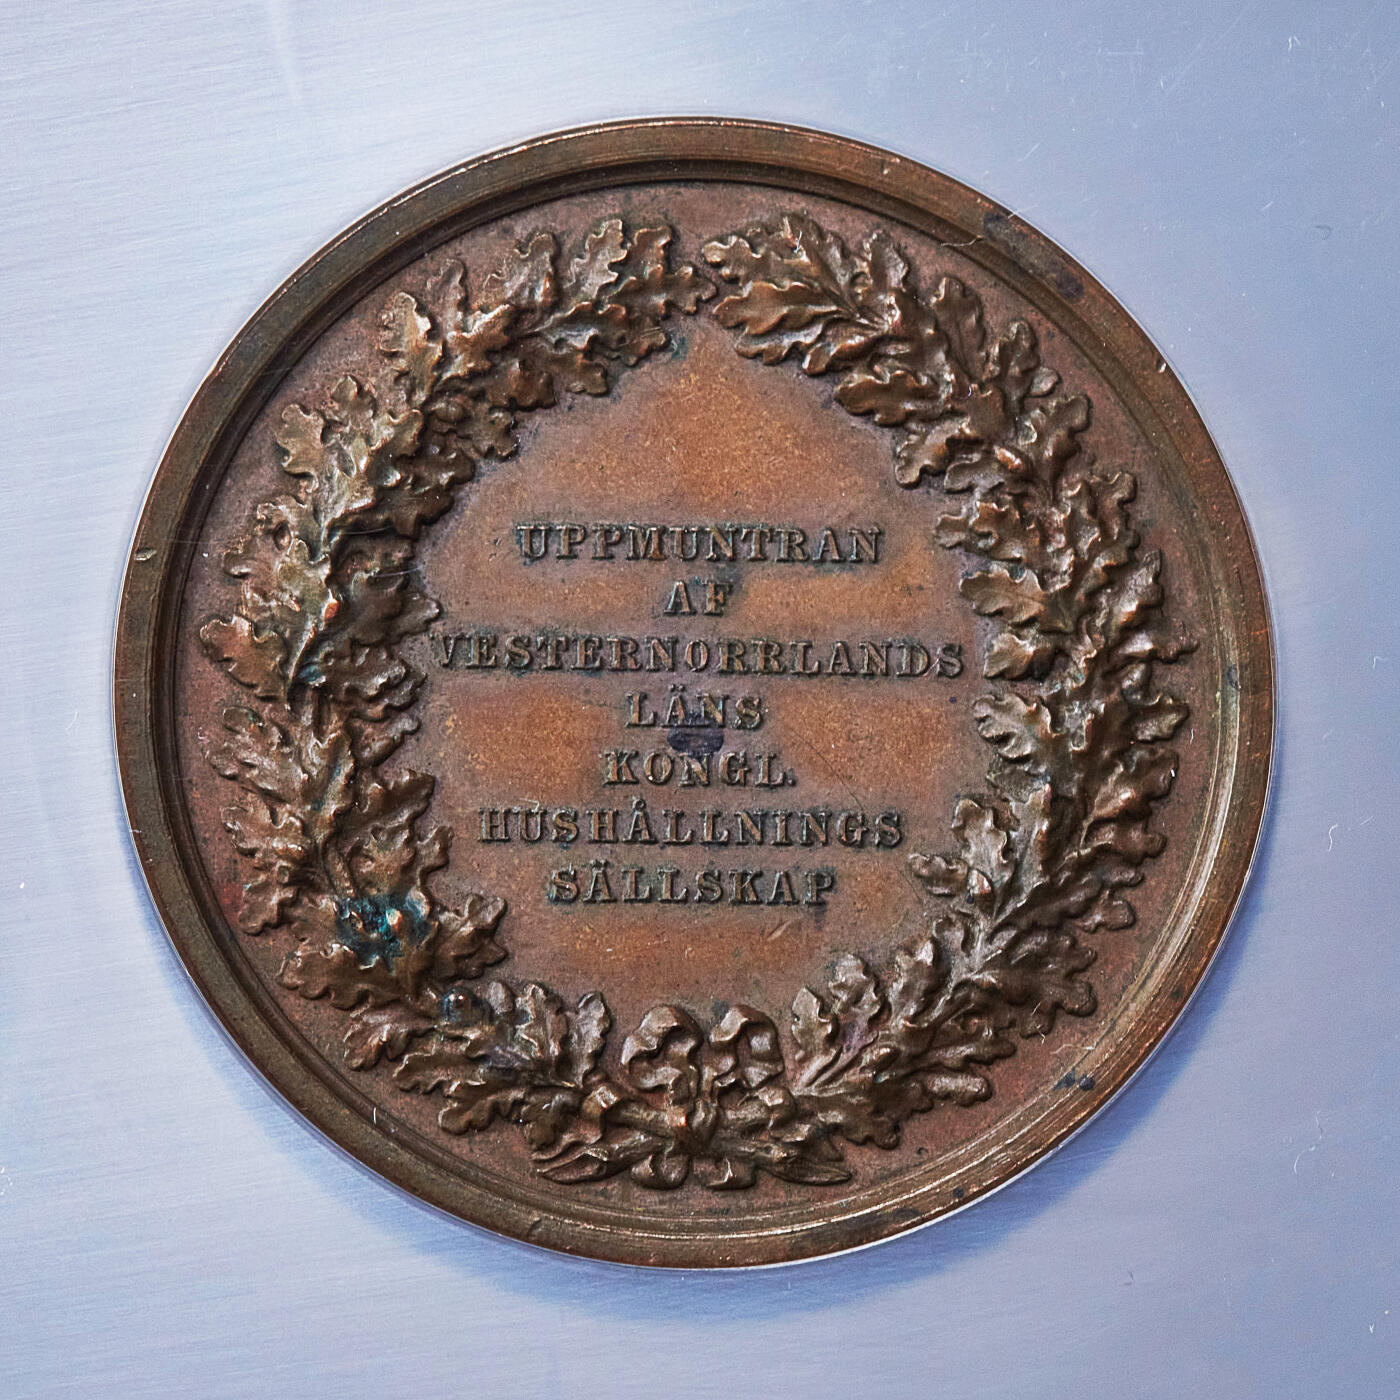 UPPMUNTRAN
AF
VESTERNORRLANDS
LÄNS
KONGL.
HUSHÅLLNINGS
SÄLLSKAP